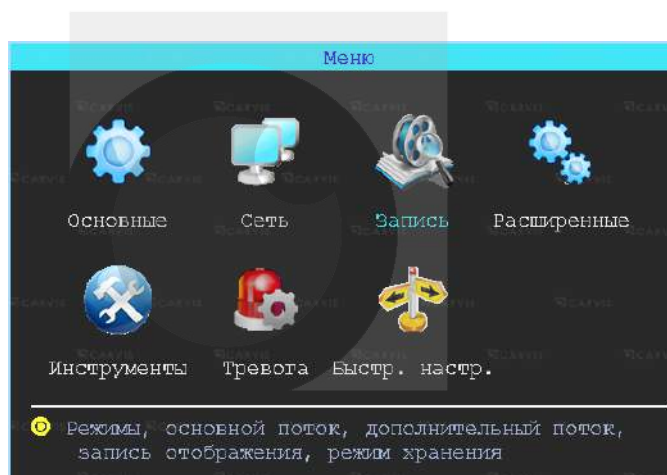 Меню
Основные Сеть Запись Расширенные
Инструменты Тревога Быстр. настр.
Режимы, основной поток, дополнительный поток,
запись отображения, режим хранения